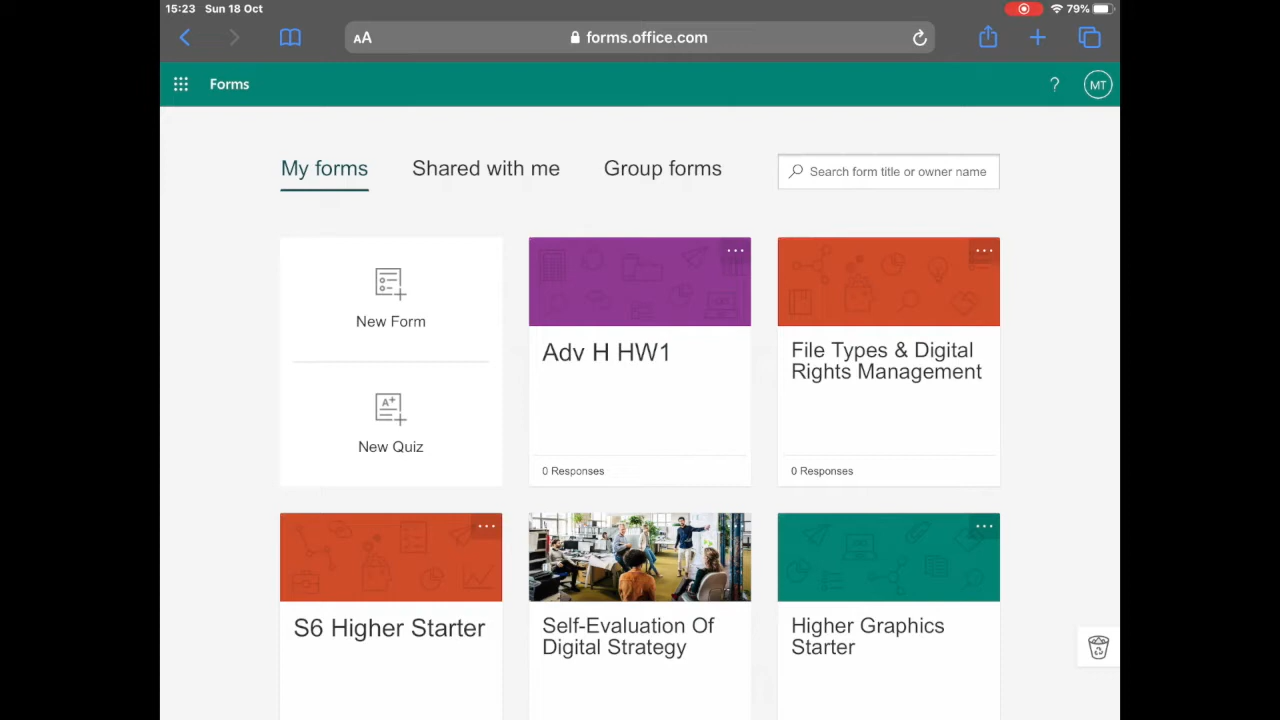 15:23 Sun 18 Oct 79%
AA forms.office.com
Forms ? MT
My forms Shared with me Group forms Search form title or owner name
New Form
A+
New Quiz
Adv H HW1
0 Responses
File Types & Digital
Rights Management
0 Responses
S6 Higher Starter
Self-Evaluation Of
Digital Strategy
Higher Graphics
Starter